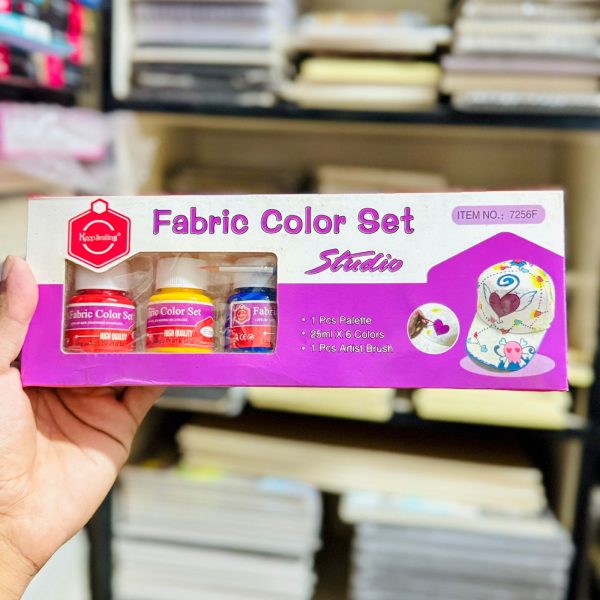 Keep Smiling®
Fabric Color Set
ITEM NO.: 7256F
Studio
• 1 Pcs Palette
• 25ml X 6 Colors
• 1 Pcs Artist Brush
Fabric Color Set
HIGH QUALITY
Fabric Color Set
HIGH QUALITY
Fabri